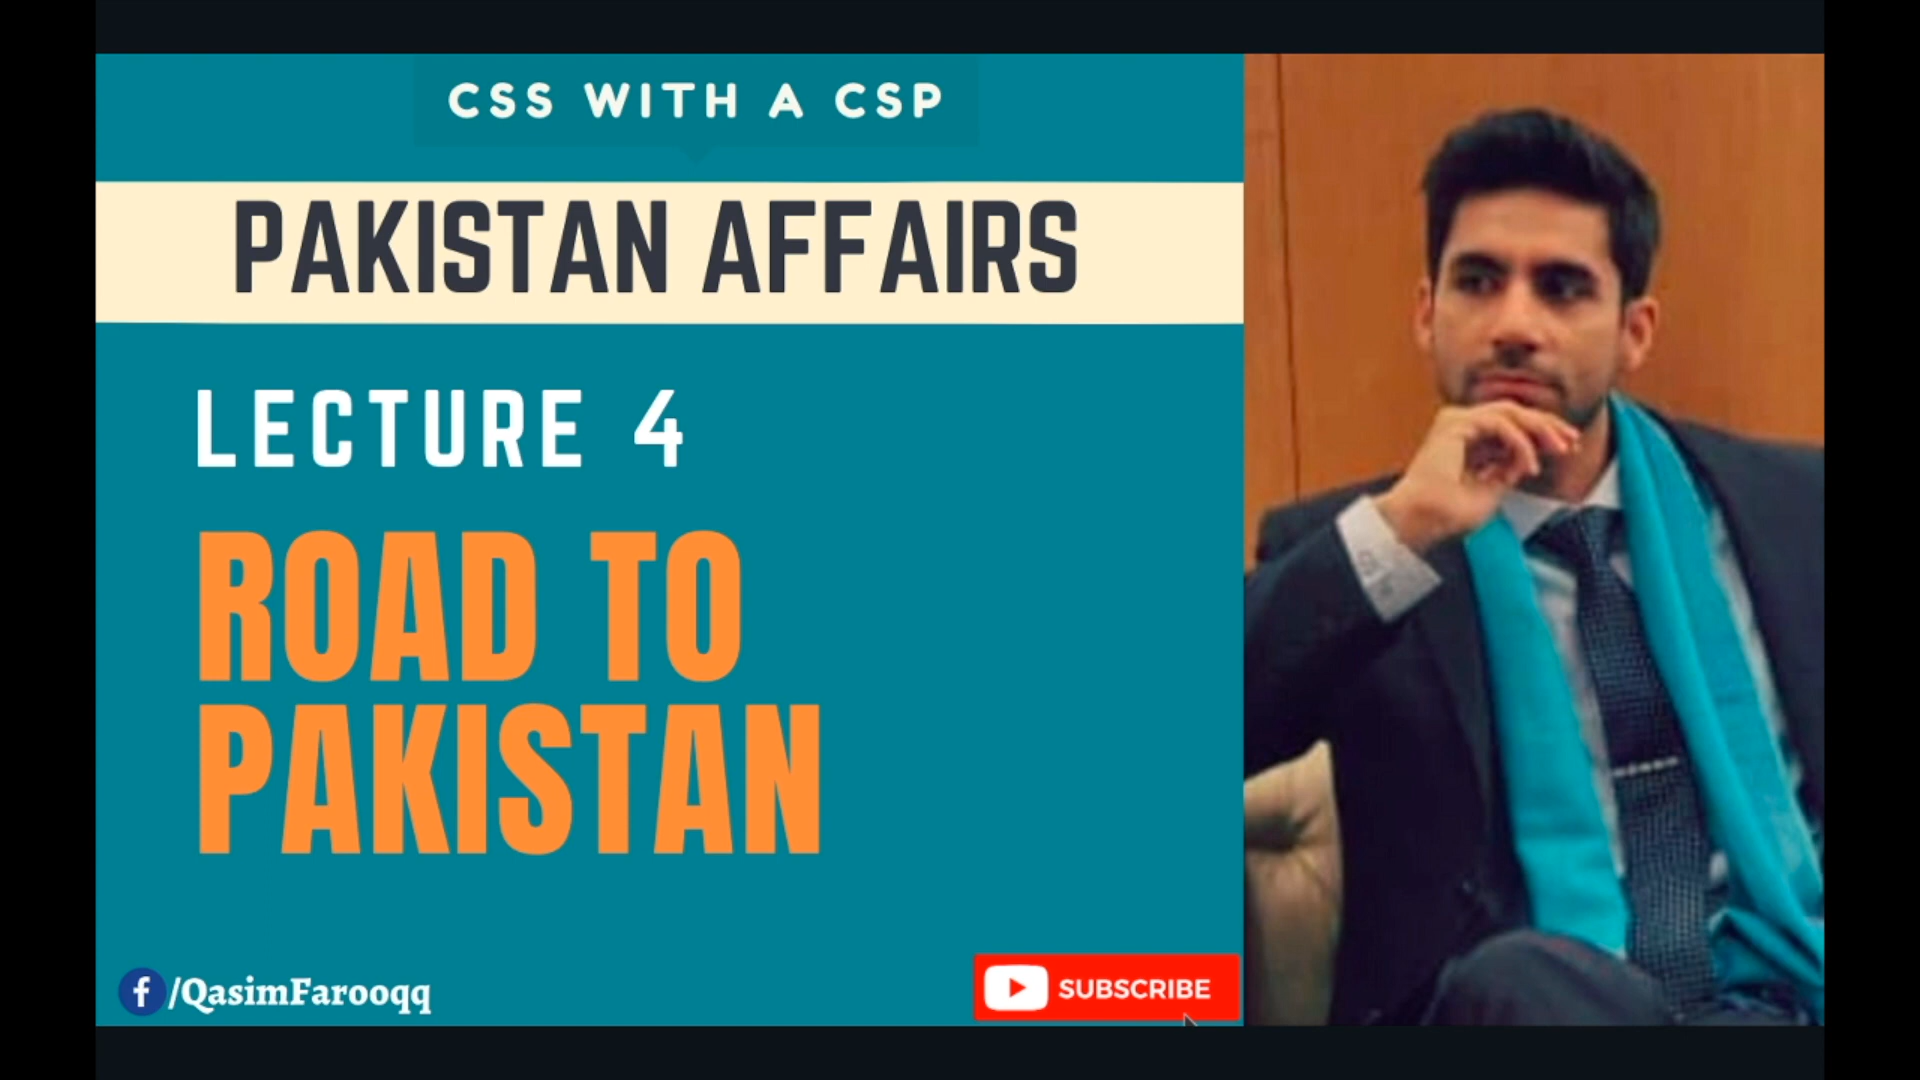 CSS WITH A CSP
PAKISTAN AFFAIRS
LECTURE 4
ROAD TO
PAKISTAN
f/QasimFarooqq
SUBSCRIBE